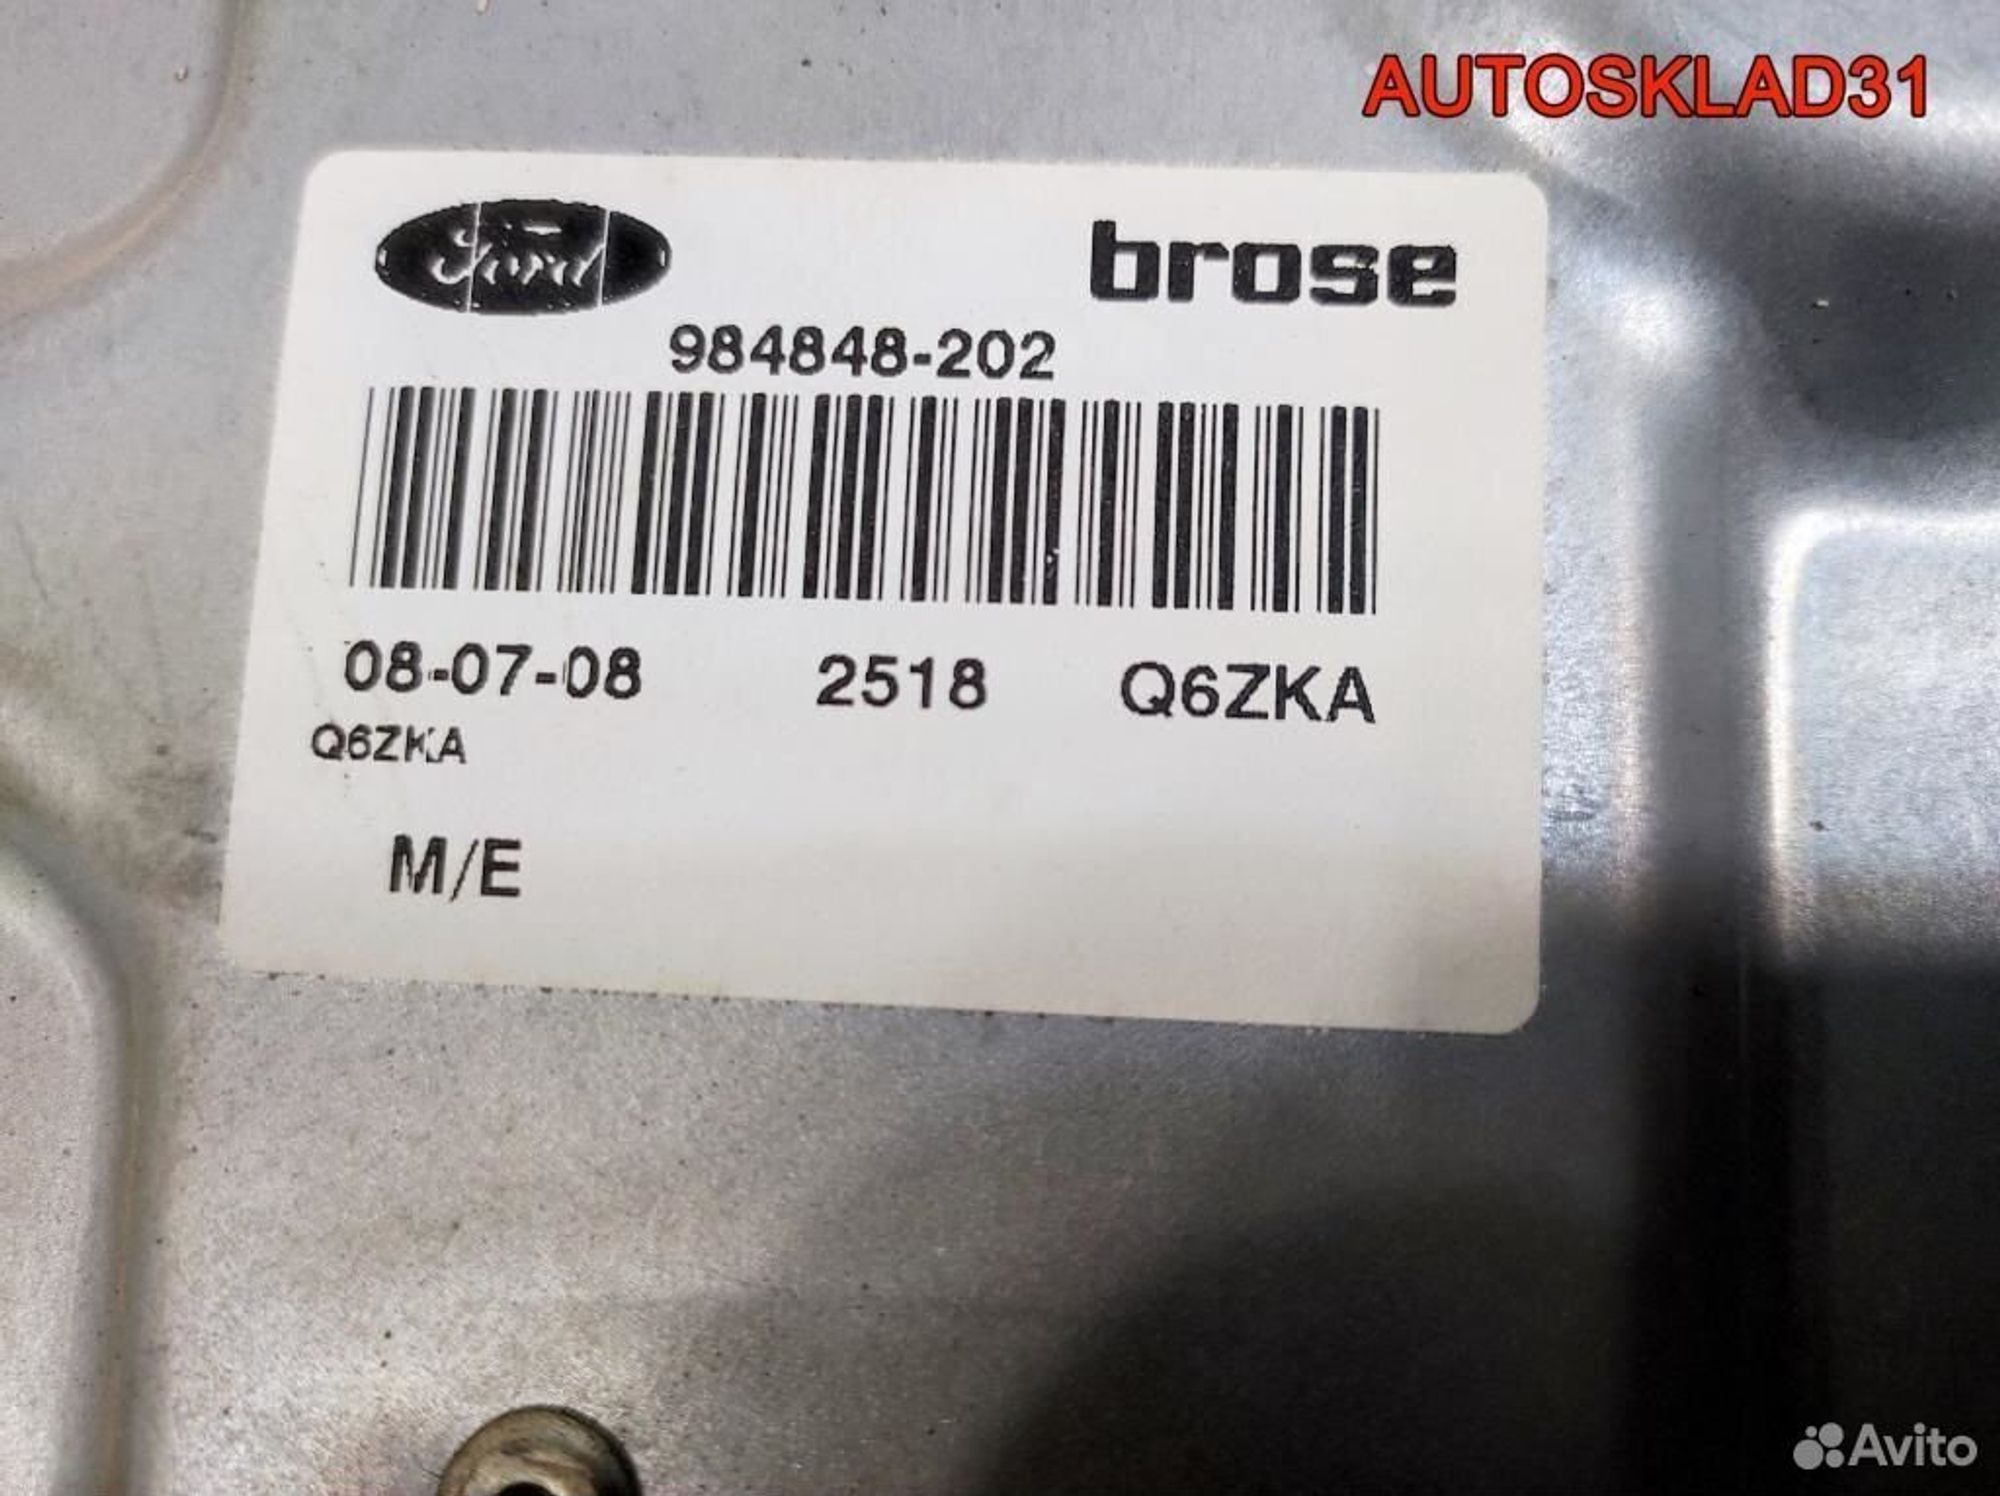 AUTOSKLAD31
Ford brose
984848-202
08-07-08 2518 Q6ZKA
Q6ZKA
M/E
Avito